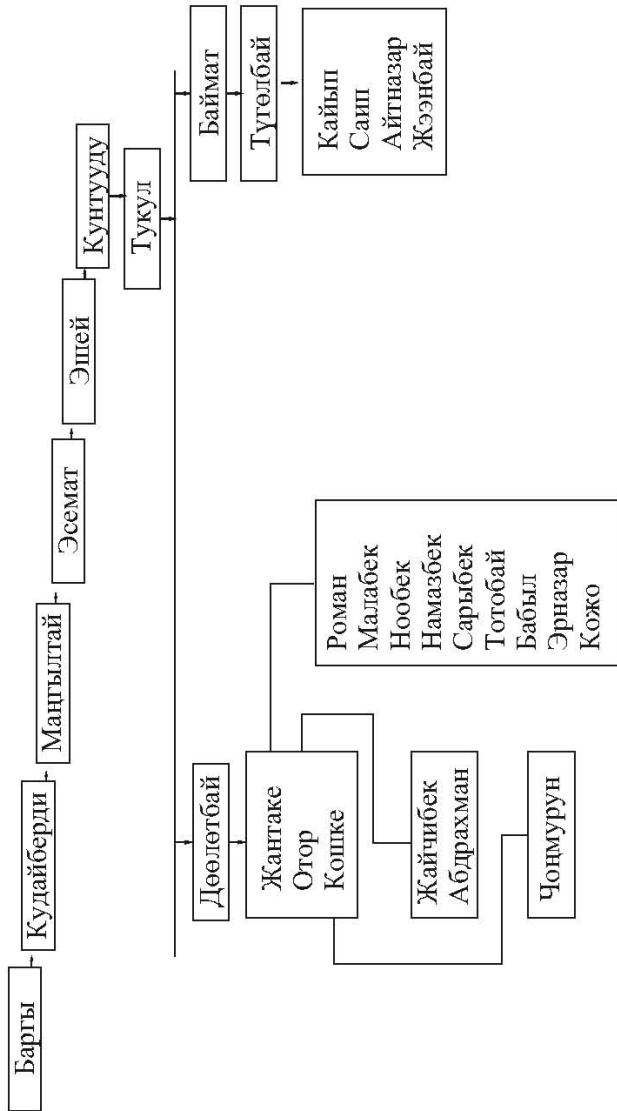 Баргы
Кудайберди
Маңгылтай
Эсемат
Эшей
Кунтууду
Тукул
Дөөлөтбай
Жантаке
Отор
Кошке
Жайчибек
Абдрахман
Чоңмурун
Роман
Малабек
Нообек
Намазбек
Сарыбек
Тотобай
Бабыл
Эрназар
Кожо
Баймат
Түгөлбай
Кайып
Саип
Айтназар
Жээнбай